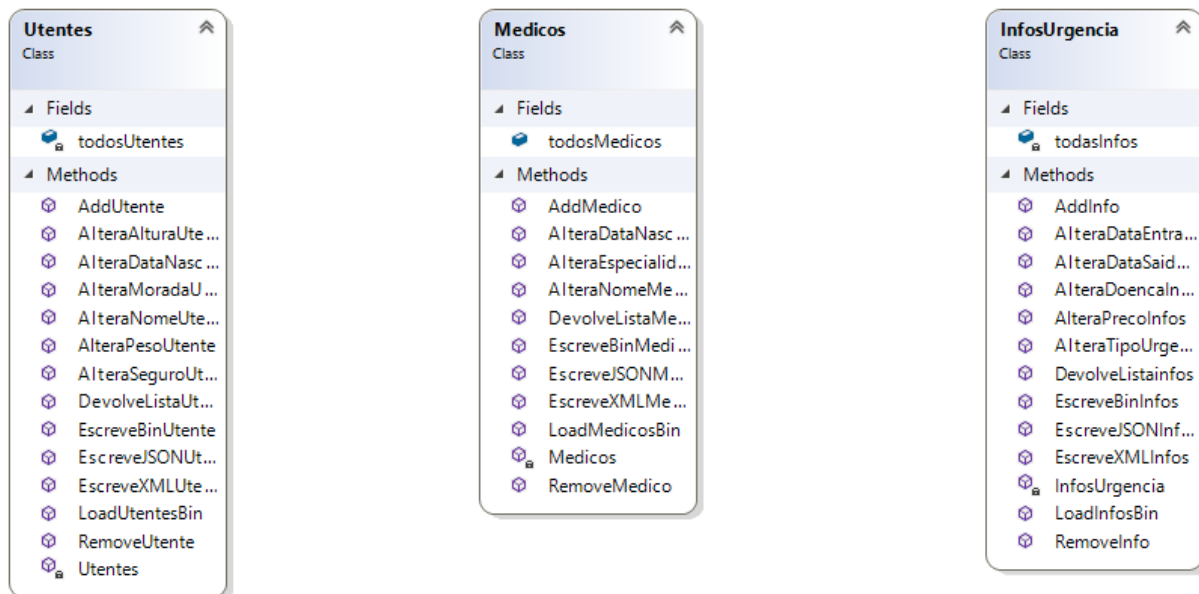 Utentes
Class
Fields
todosUtentes
Methods
AddUtente
AlteraAlturaUte...
AlteraDataNasc...
AlteraMoradaU...
AlteraNomeUte...
AlteraPesoUtente
AlteraSeguroUt...
DevolveListaUt...
EscreveBinUtente
EscreveJSONUt...
EscreveXMLUte...
LoadUtentesBin
RemoveUtente
Utentes
Medicos
Class
Fields
todosMedicos
Methods
AddMedico
AlteraDataNasc...
AlteraEspecialid...
AlteraNomeMe...
DevolveListaMe...
EscreveBinMedi...
EscreveJSONM...
EscreveXMLMe...
LoadMedicosBin
Medicos
RemoveMedico
InfosUrgencia
Class
Fields
todasInfos
Methods
AddInfo
AlteraDataEntra...
AlteraDataSaid...
AlteraDoencaIn...
AlteraPrecoInfos
AlteraTipoUrge...
DevolveListainfos
EscreveBinInfos
EscreveJSONInf...
EscreveXMLInfos
InfosUrgencia
LoadInfosBin
RemoveInfo